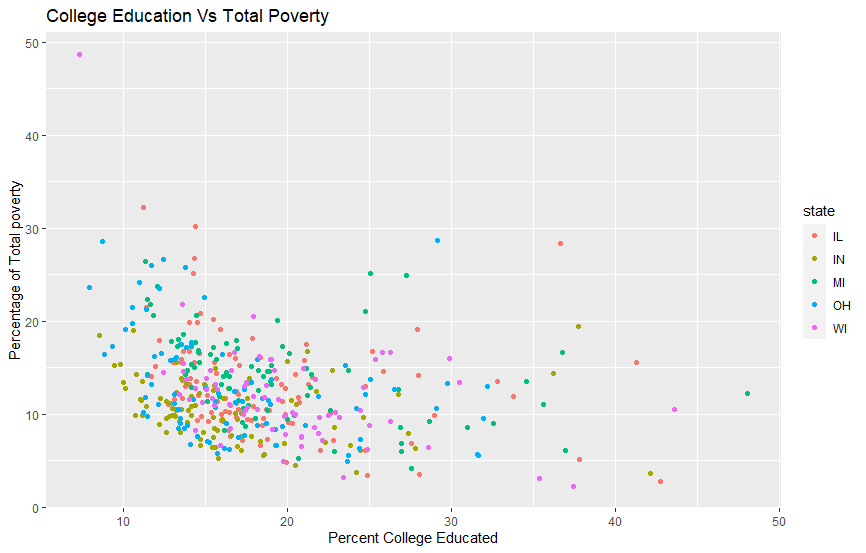 College Education Vs Total Poverty
Percentage of Total poverty
50
40
30
20
10
0
10
20
30
40
50
Percent College Educated
state
IL
IN
MI
OH
WI